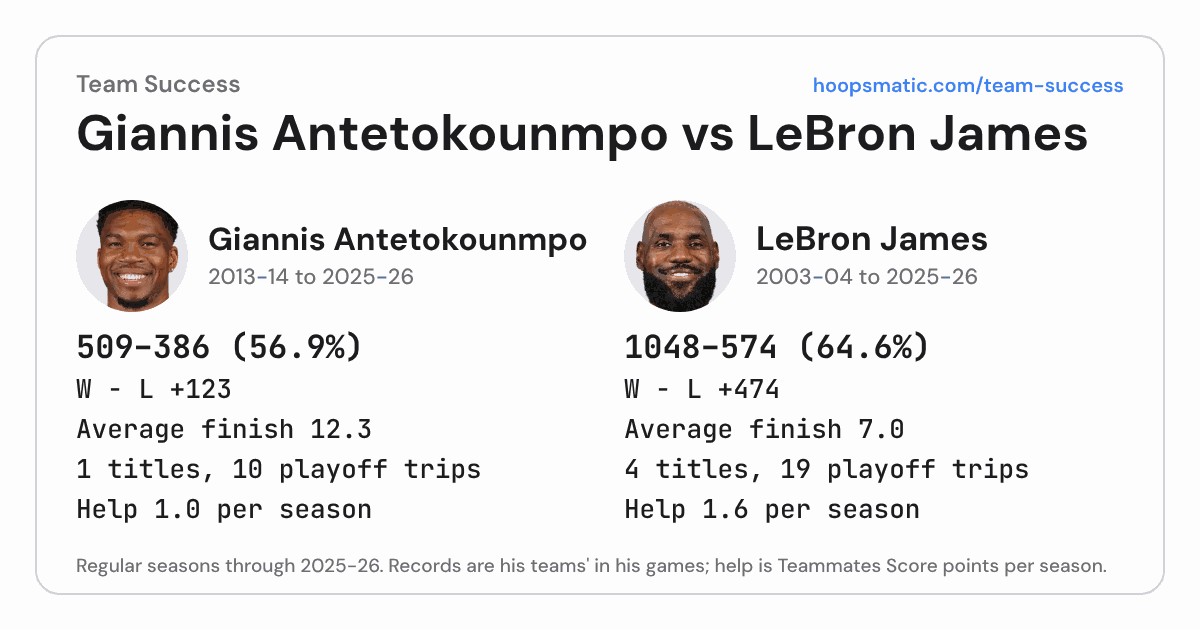 Team Success
hoopsmatic.com/team-success
Giannis Antetokounmpo vs LeBron James
Giannis Antetokounmpo
2013-14 to 2025-26
509-386 (56.9%)
W - L +123
Average finish 12.3
1 titles, 10 playoff trips
Help 1.0 per season
LeBron James
2003-04 to 2025-26
1048-574 (64.6%)
W - L +474
Average finish 7.0
4 titles, 19 playoff trips
Help 1.6 per season
Regular seasons through 2025-26. Records are his teams' in his games; help is Teammates Score points per season.